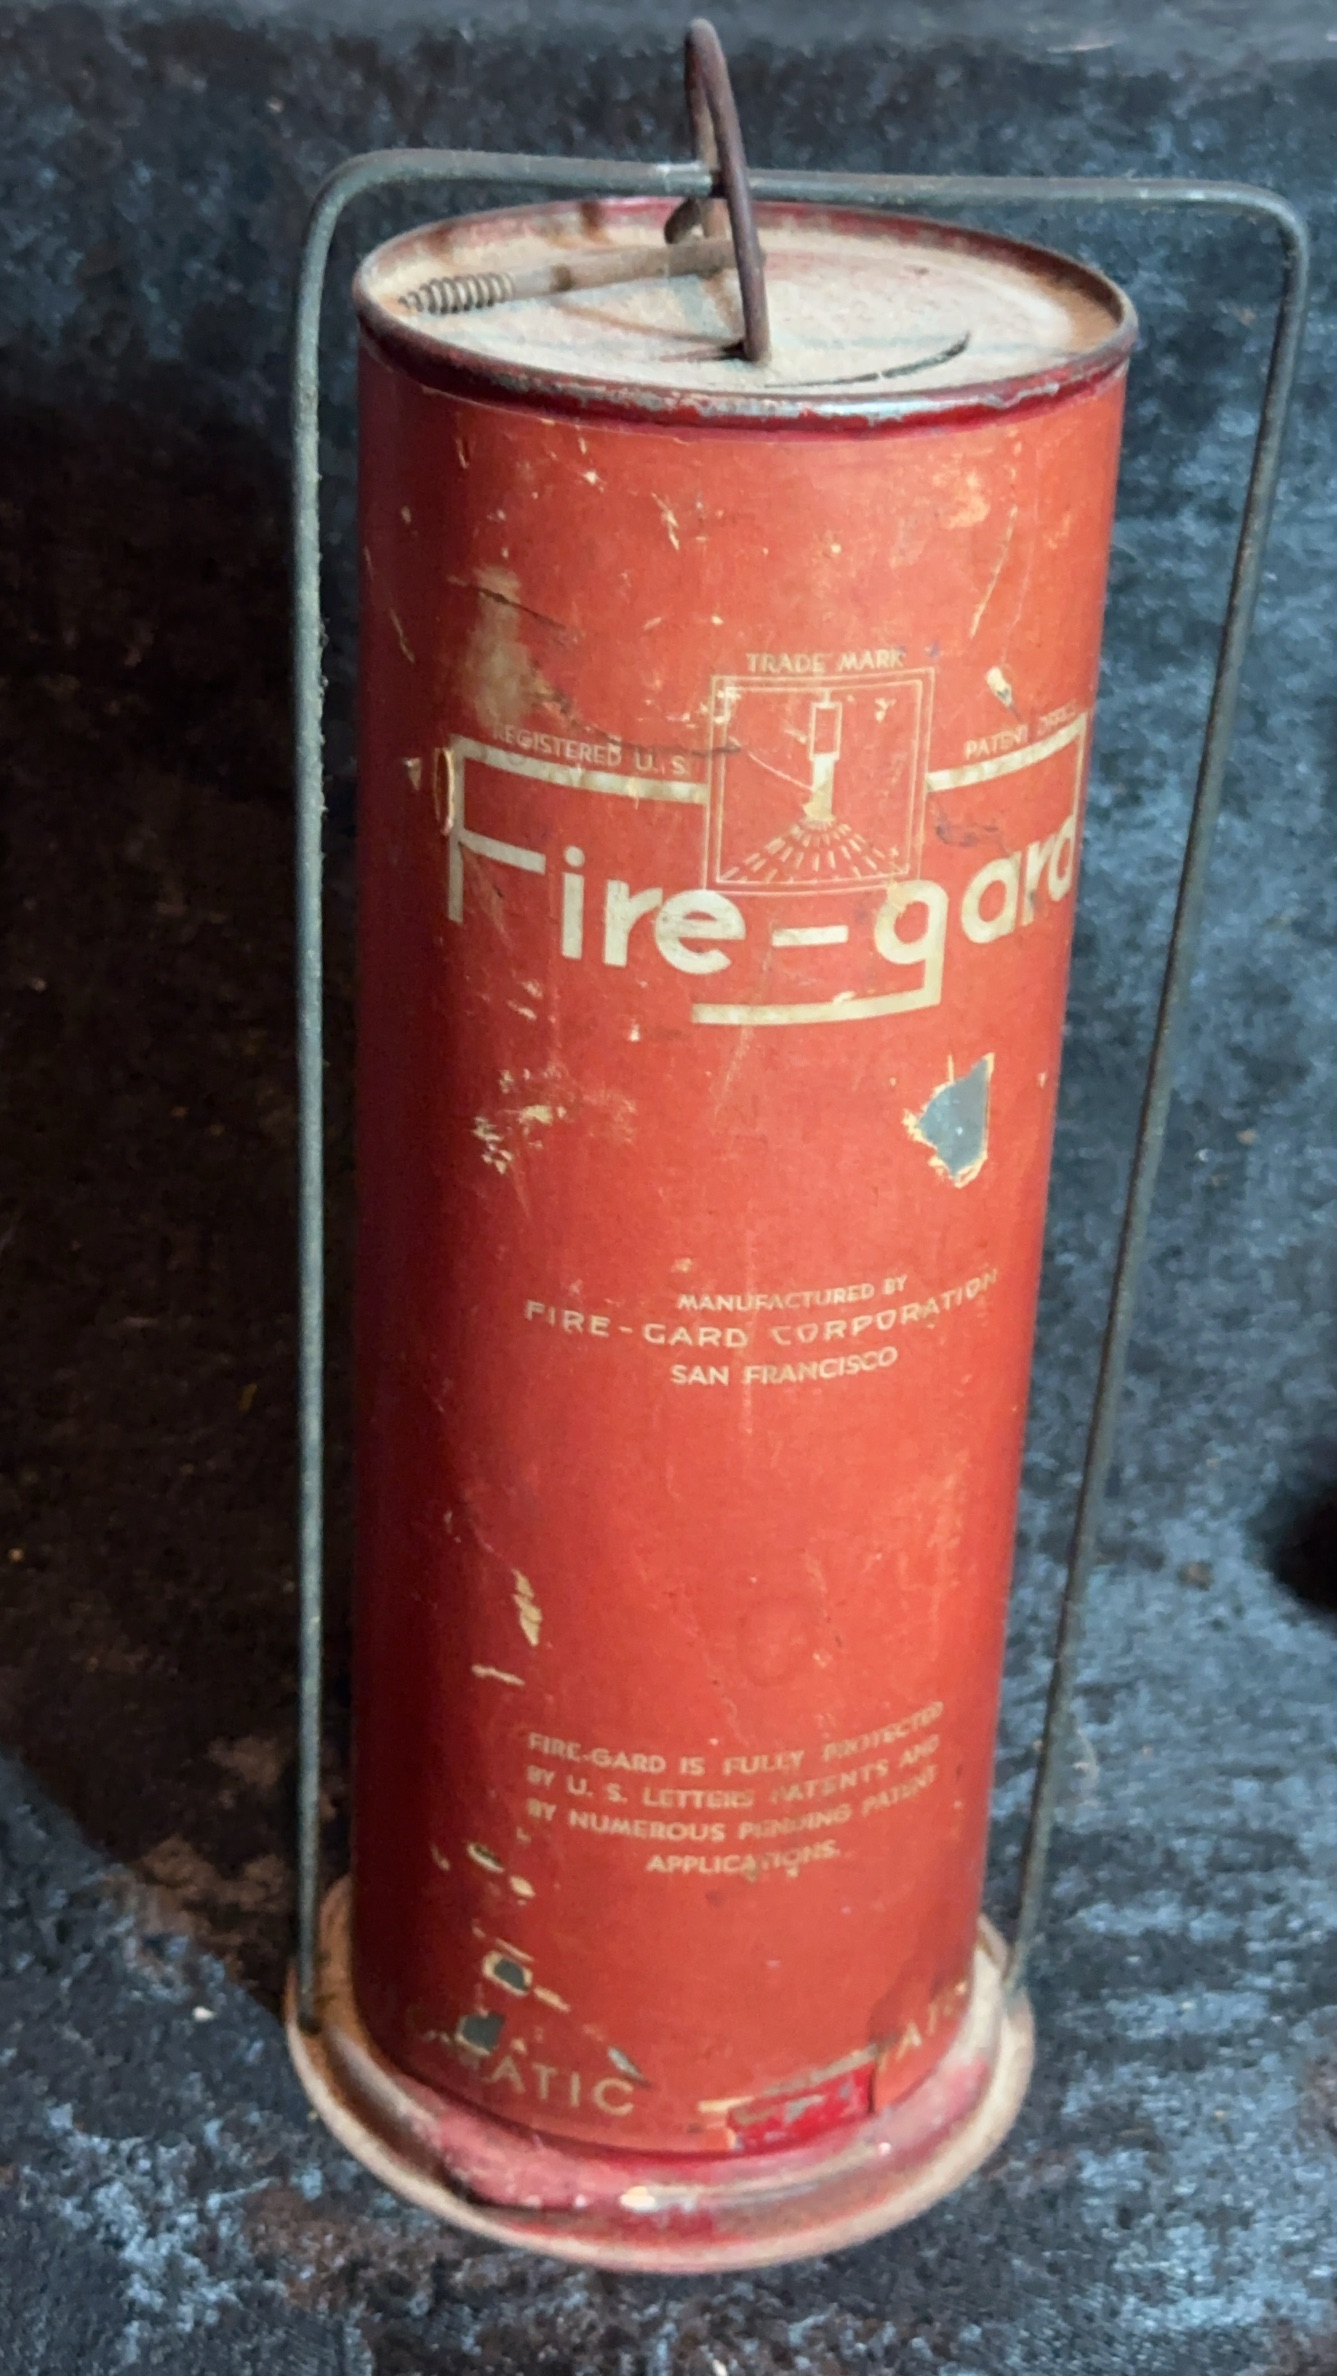 TRADE MARK
REGISTERED U. S. PATENT OFFICE
Fire-gard
MANUFACTURED BY
FIRE-GARD CORPORATION
SAN FRANCISCO
FIRE-GARD IS FULLY PROTECTED
BY U. S. LETTERS PATENTS AND
BY NUMEROUS PENDING PATENT
APPLICATIONS.
ATIC